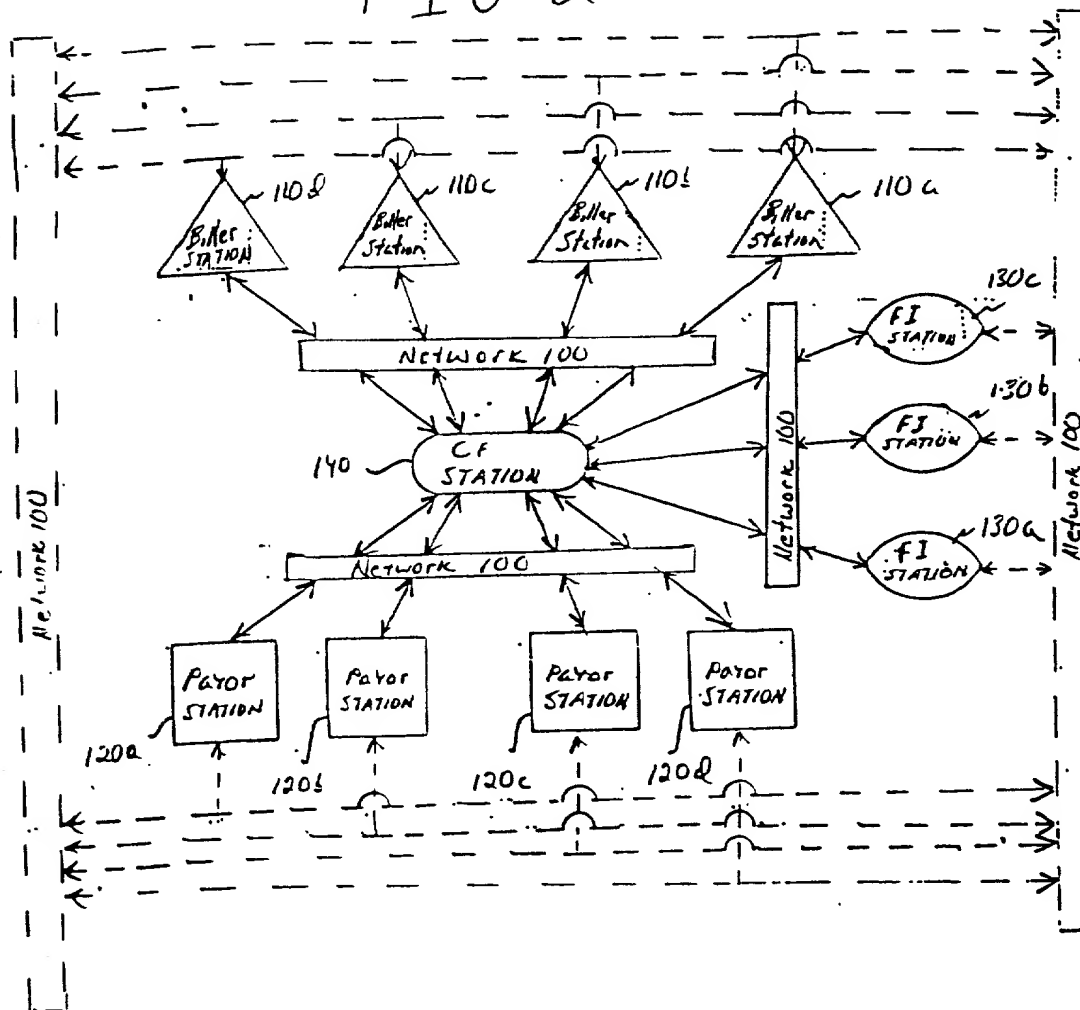 110d
110c
110b
110a
Biller
STATION
Biller
Station
Biller
Station
Biller
Station
130c
FI
STATION
Network 100
130b
FI
STATION
CF
STATION
140
Network 100
Network 100
Network 100
Network 100
130a
FI
STATION
Network 100
Payor
STATION
Payor
STATION
Payor
STATION
Payor
STATION
120a
120b
120c
120d